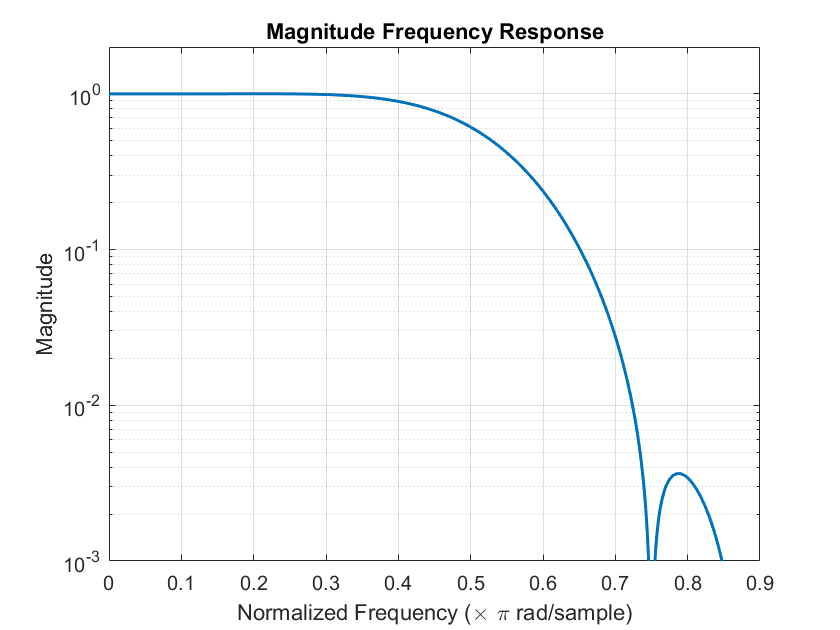 Magnitude Frequency Response
Magnitude
10^0
10^-1
10^-2
10^-3
0 0.1 0.2 0.3 0.4 0.5 0.6 0.7 0.8 0.9
Normalized Frequency (× π rad/sample)